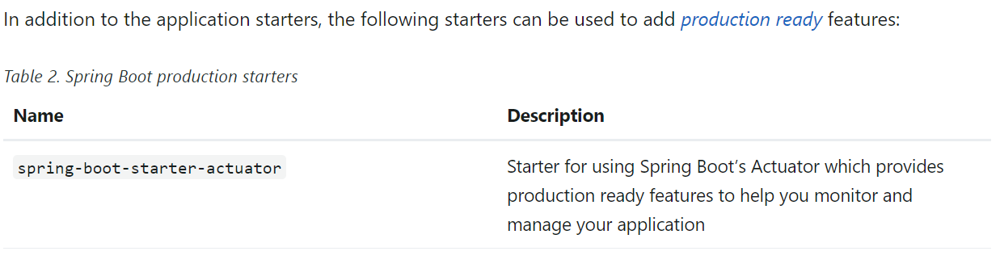 In addition to the application starters, the following starters can be used to add production ready features:
Table 2. Spring Boot production starters
Name Description
spring-boot-starter-actuator Starter for using Spring Boot’s Actuator which provides
production ready features to help you monitor and
manage your application